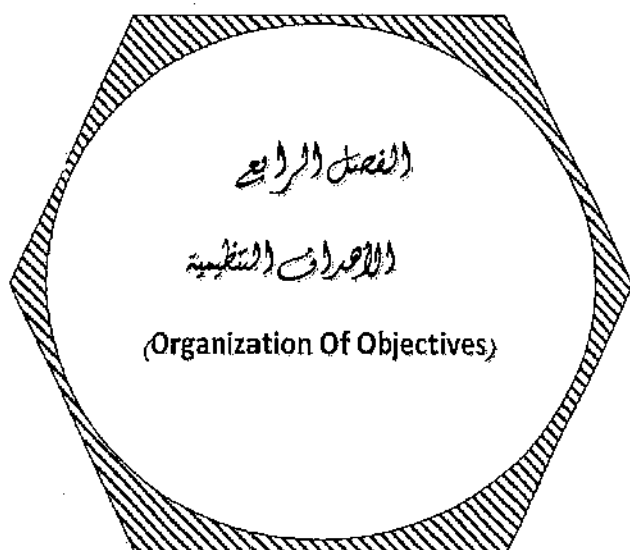 الفصل الرابع
الأهداف التنظيمية
(Organization Of Objectives)